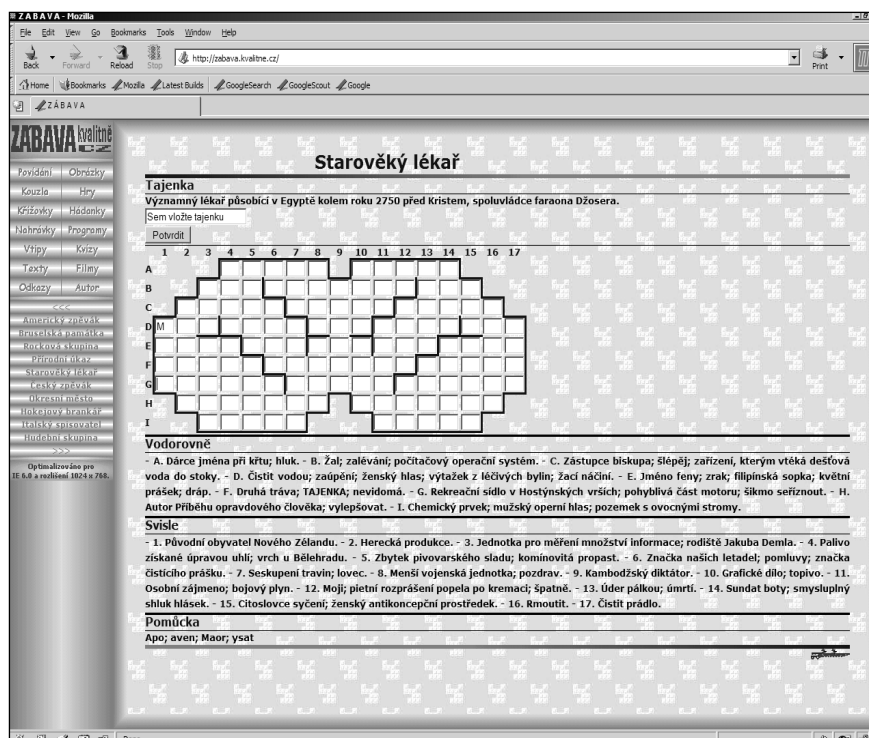 Z A B A V A - Mozilla
File Edit View Go Bookmarks Tools Window Help
Back Forward Reload Stop http://zabava.kvalitne.cz/ Print
Home Bookmarks Mozilla Latest Builds GoogleSearch GoogleScout Google
Z Á B A V A
ZÁBAVA kvalitně CZ
Povídání Obrázky
Kouzla Hry
Křížovky Hádanky
Nahrávky Programy
Vtipy Kvizy
Texty Filmy
Odkazy Autor
<<<
Americký zpěvák
Bruselská památka
Rocková skupina
Přírodní úkaz
Starověký lékař
Český zpěvák
Okresní město
Hokejový brankář
Italský spisovatel
Hudební skupina
>>>
Optimalizováno pro
IE 6.0 a rozlišení 1024 x 768.
Starověký lékař
Tajenka
Významný lékař působící v Egyptě kolem roku 2750 před Kristem, spoluvládce faraona Džosera.
Sem vložte tajenku
Potvrdit
1 2 3 4 5 6 7 8 9 10 11 12 13 14 15 16 17
A
B
C
D M
E
F
G
H
I
Vodorovně
- A. Dárce jména při křtu; hluk. - B. Žal; zalévání; počítačový operační systém. - C. Zástupce biskupa; šlépěj; zařízení, kterým vtéká dešťová
voda do stoky. - D. Čistit vodou; zaúpění; ženský hlas; výtažek z léčivých bylin; žací náčiní. - E. Jméno feny; zrak; filipínská sopka; květní
prášek; dráp. - F. Druhá tráva; TAJENKA; nevidomá. - G. Rekreační sídlo v Hostýnských vrších; pohyblivá část motoru; šikmo seříznout. - H.
Autor Příběhu opravdového člověka; vylepšovat. - I. Chemický prvek; mužský operní hlas; pozemek s ovocnými stromy.
Svisle
- 1. Původní obyvatel Nového Zélandu. - 2. Herecká produkce. - 3. Jednotka pro měření množství informace; rodiště Jakuba Demla. - 4. Palivo
získané úpravou uhlí; vrch u Bělehradu. - 5. Zbytek pivovarského sladu; komínovitá propast. - 6. Značka našich letadel; pomluvy; značka
čistícího prášku. - 7. Seskupení travin; lovec. - 8. Menší vojenská jednotka; pozdrav. - 9. Kambodžský diktátor. - 10. Grafické dílo; topivo. - 11.
Osobní zájmeno; bojový plyn. - 12. Moji; pietní rozprášení popela po kremaci; špatně. - 13. Úder pálkou; úmrtí. - 14. Sundat boty; smysluplný
shluk hlásek. - 15. Citoslovce syčení; ženský antikoncepční prostředek. - 16. Rmoutit. - 17. Čistit prádlo.
Pomůcka
Apo; aven; Maor; ysat